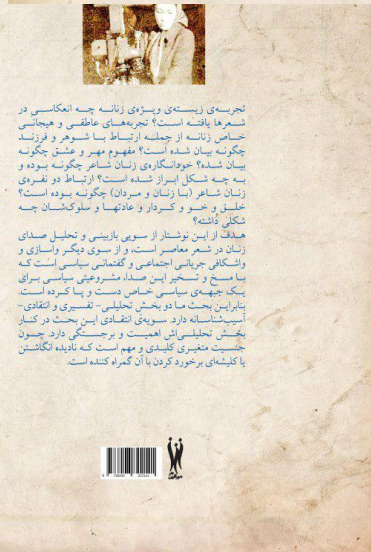 تجربه‌ی زیسته‌ی ویژه‌ی زنانه چه انعکاسی در
شعرها یافته است؟ تجربه‌های عاطفی و هیجانی
خاص زنانه از جمله ارتباط با شوهر و فرزند
چگونه بیان شده است؟ مفهوم مهر و عشق چگونه
بیان شده؟ خودانگاره‌ی زنان شاعر چگونه بوده و
به چه شکل ابراز شده است؟ ارتباط دو نفره‌ی
زنان شاعر (با زنان و مردان) چگونه بوده است؟
خلق و خو و کردار و عادتها و سلوک‌شان چه
شکلی داشته؟
هدف از این نوشتار از سویی بازبینی و تحلیل صدای
زنان در شعر معاصر است، و از سوی دیگر واسازی و
واشکافی جریانی اجتماعی و گفتمانی سیاسی است که
با مسخ و تسخیر این صدا، مشروعیتی سیاسی برای
یک جبهه‌ی سیاسی خاص دست و پا کرده است.
بنابراین بحث ما دو بخش تحلیلی-تفسیری و انتقادی-
آسیب‌شناسانه دارد. سویه‌ی انتقادی این بحث در کنار
بخش تحلیلی‌اش اهمیت و برجستگی دارد. چون
جنسیت متغیری کلیدی و مهم است که نادیده انگاشتن
یا کلیشه‌ای برخورد کردن با آن گمراه کننده است.